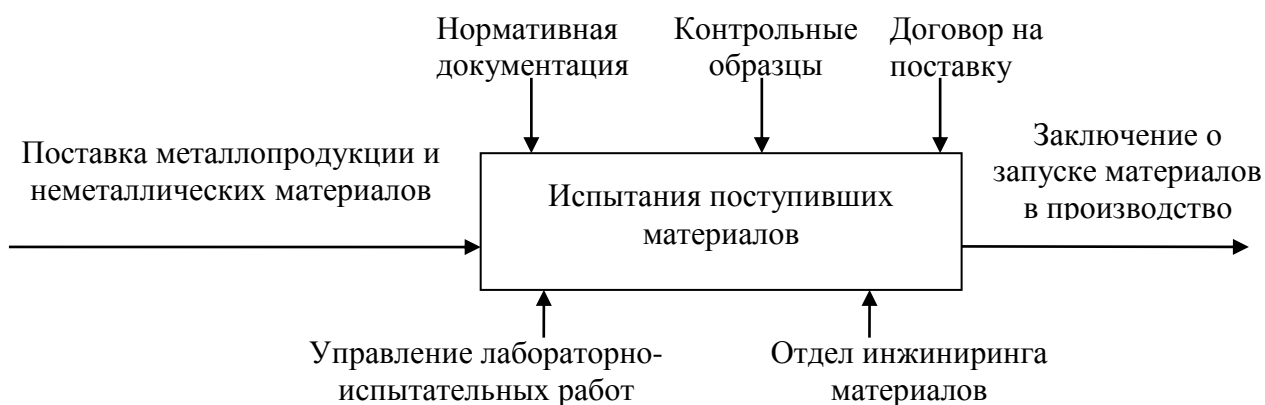 Нормативная
документация
Контрольные
образцы
Договор на
поставку
Поставка металлопродукции и
неметаллических материалов
Испытания поступивших
материалов
Заключение о
запуске материалов
в производство
Управление лабораторно-
испытательных работ
Отдел инжиниринга
материалов